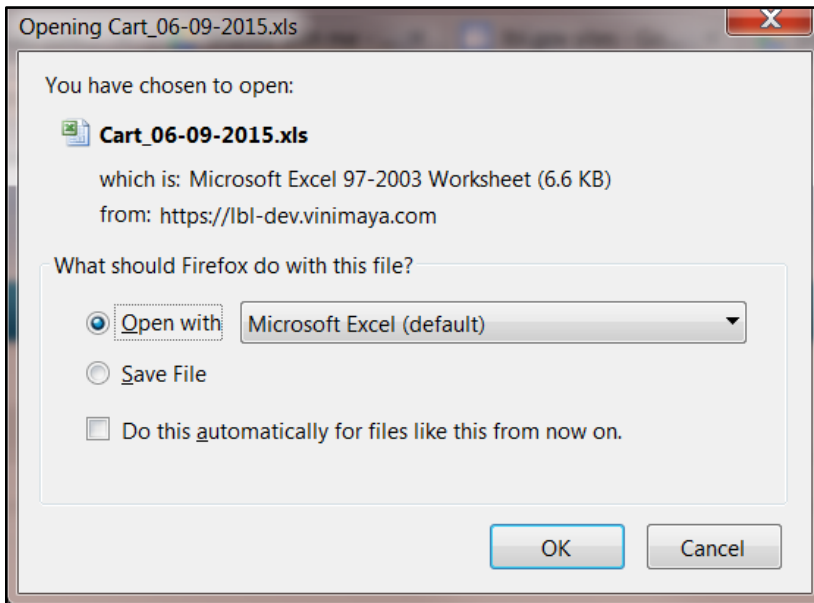 Opening Cart_06-09-2015.xls
You have chosen to open:
Cart_06-09-2015.xls
which is: Microsoft Excel 97-2003 Worksheet (6.6 KB)
from: https://lbl-dev.vinimaya.com
What should Firefox do with this file?
Open with Microsoft Excel (default)
Save File
Do this automatically for files like this from now on.
OK Cancel